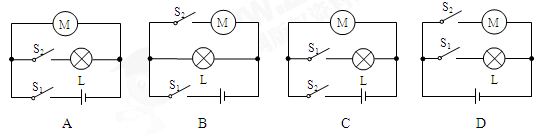 M S₂ M M S₂ M
S₂ L L S₁ L S₁ L
S₁ S₁ S₂
A B C D